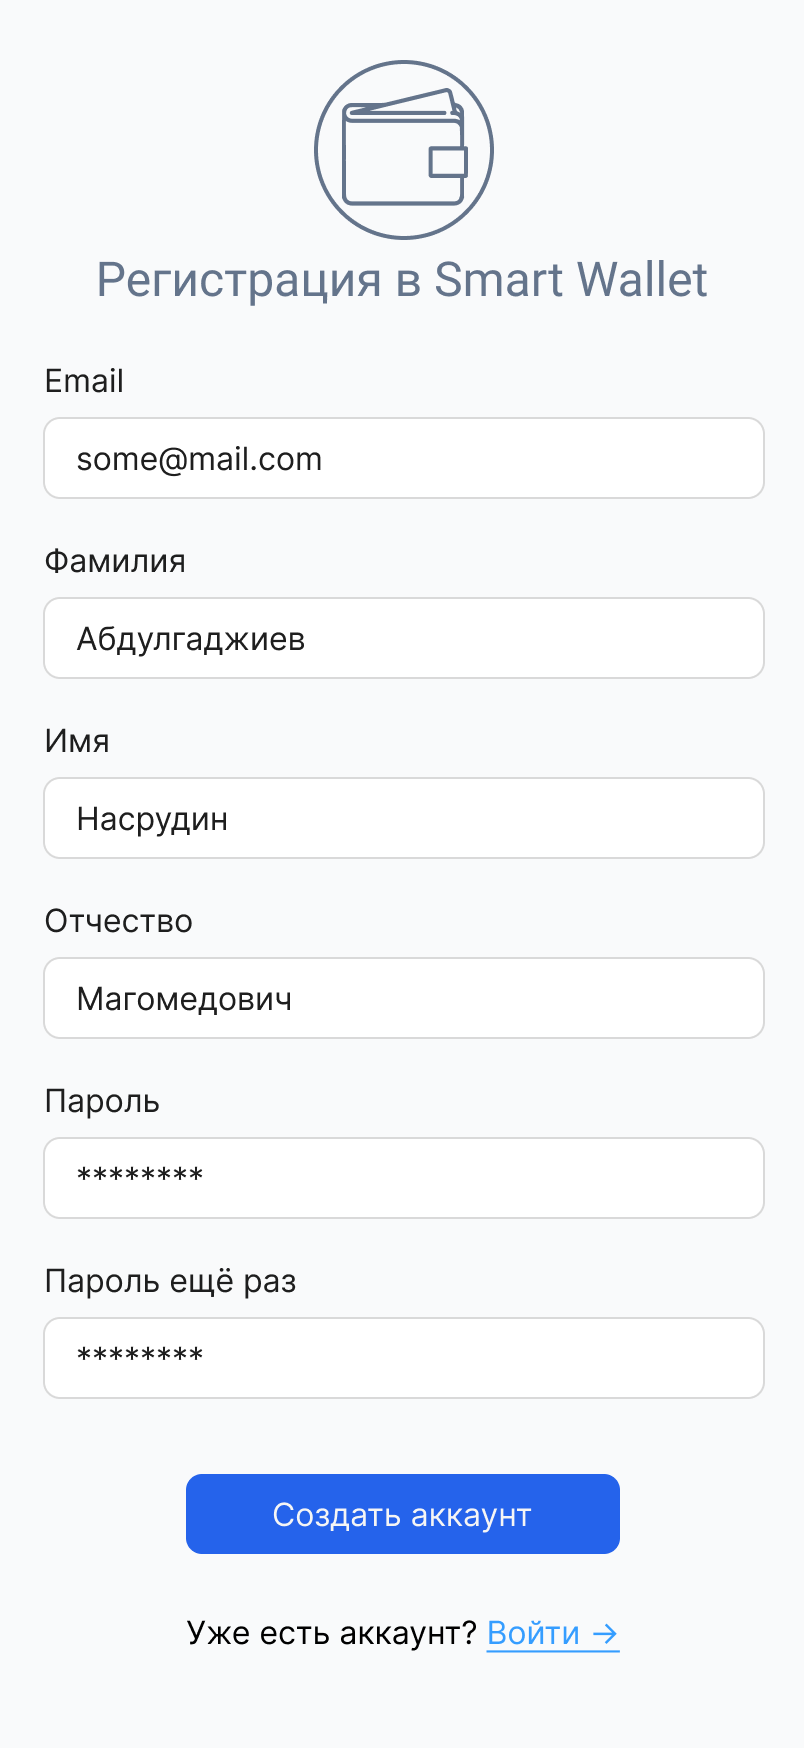 Регистрация в Smart Wallet
Email
some@mail.com
Фамилия
Абдулгаджиев
Имя
Насрудин
Отчество
Магомедович
Пароль
********
Пароль ещё раз
********
Создать аккаунт
Уже есть аккаунт? Войти →